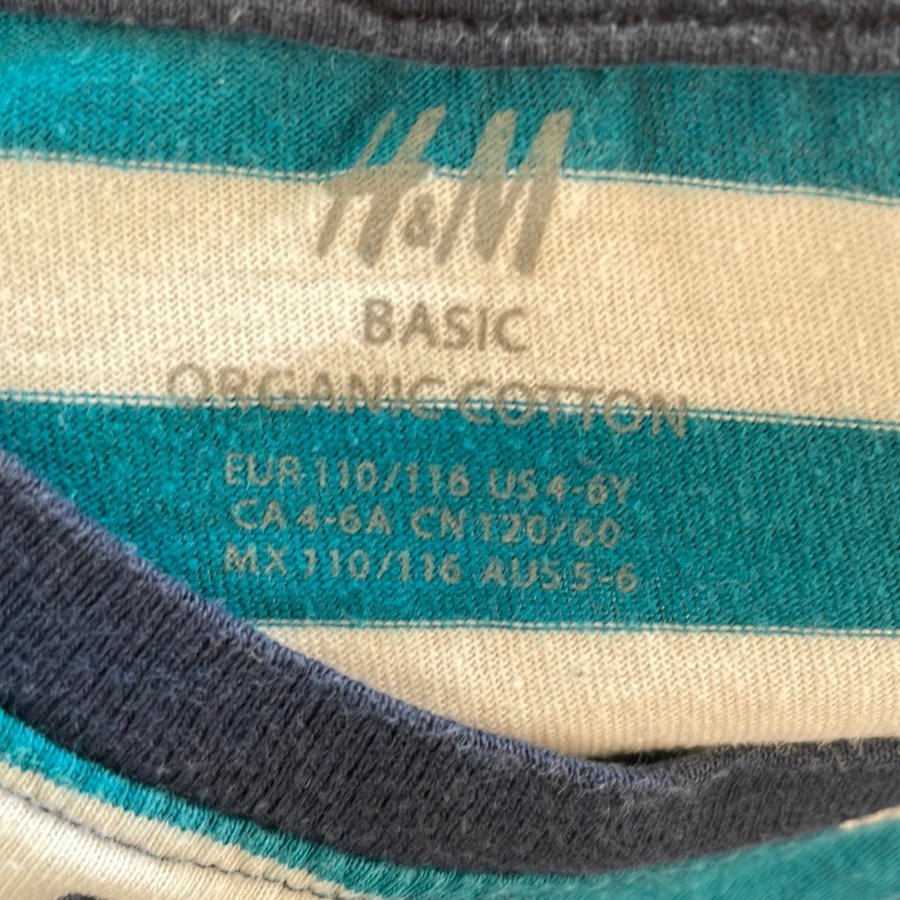 H&M
BASIC
ORGANIC COTTON
EUR 110/116 US 4-6Y
CA 4-6A CN 120/60
MX 110/116 AUS 5-6